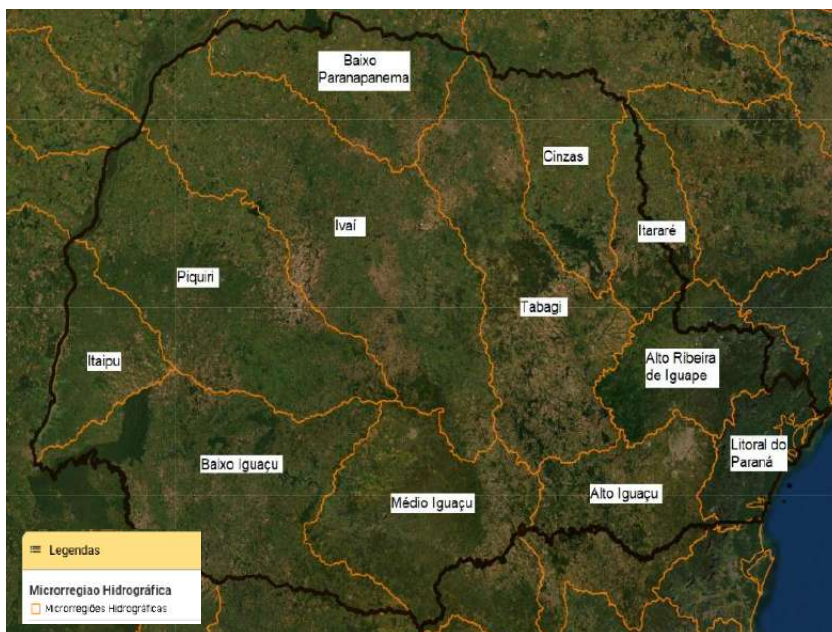 Baixo
Paranapanema
Cinzas
Ivaí
Itararé
Piquiri
Tabagi
Itaipu
Alto Ribeira
de Iguape
Litoral do
Paraná
Baixo Iguaçu
Médio Iguaçu
Alto Iguaçu
Legendas
Microrregiao Hidrográfica
Microrregiões Hidrográficas